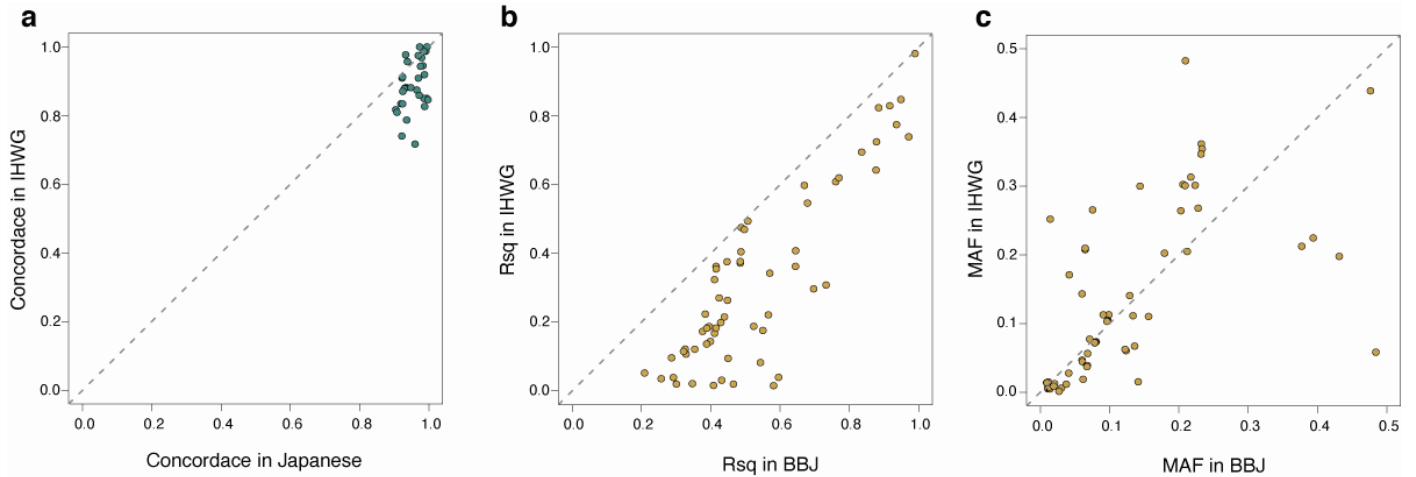 a
Concordace in IHWG
1.0
0.8
0.6
0.4
0.2
0.0
0.0 0.2 0.4 0.6 0.8 1.0
Concordace in Japanese
b
Rsq in IHWG
1.0
0.8
0.6
0.4
0.2
0.0
0.0 0.2 0.4 0.6 0.8 1.0
Rsq in BBJ
c
MAF in IHWG
0.5
0.4
0.3
0.2
0.1
0.0
0.0 0.1 0.2 0.3 0.4 0.5
MAF in BBJ